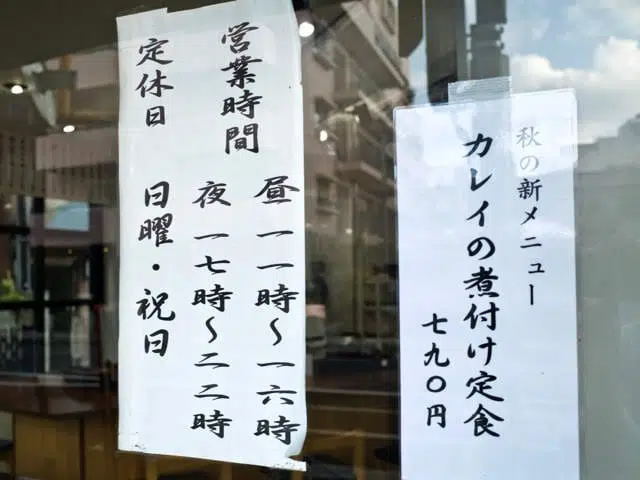 営業時間
昼 一一時〜一六時
夜 一七時〜二二時
定休日 日曜・祝日
秋の新メニュー
カレイの煮付け定食
七九〇円